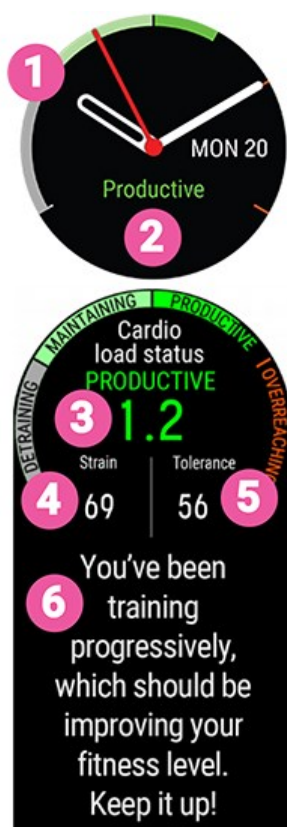 1
MON 20
Productive
2
DETRAINING
MAINTAINING
PRODUCTIVE
OVERREACHING
Cardio
load status
PRODUCTIVE
3
1.2
Strain
Tolerance
4
69
56
5
You've been
6
training
progressively,
which should be
improving your
fitness level.
Keep it up!